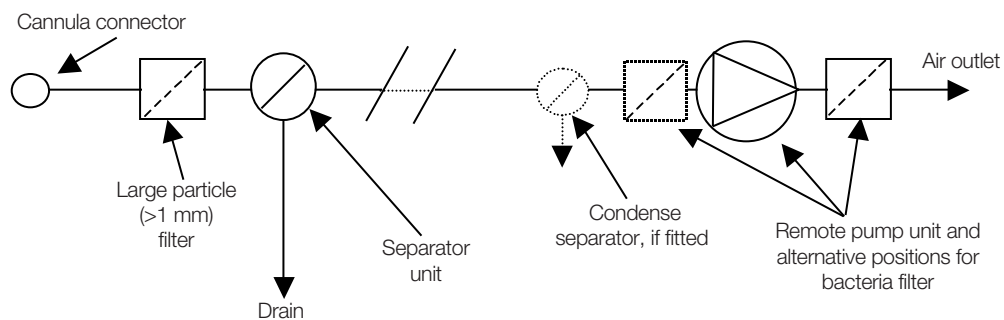 Cannula connector
Air outlet
Large particle
(>1 mm)
filter
Separator
unit
Drain
Condense
separator, if fitted
Remote pump unit and
alternative positions for
bacteria filter